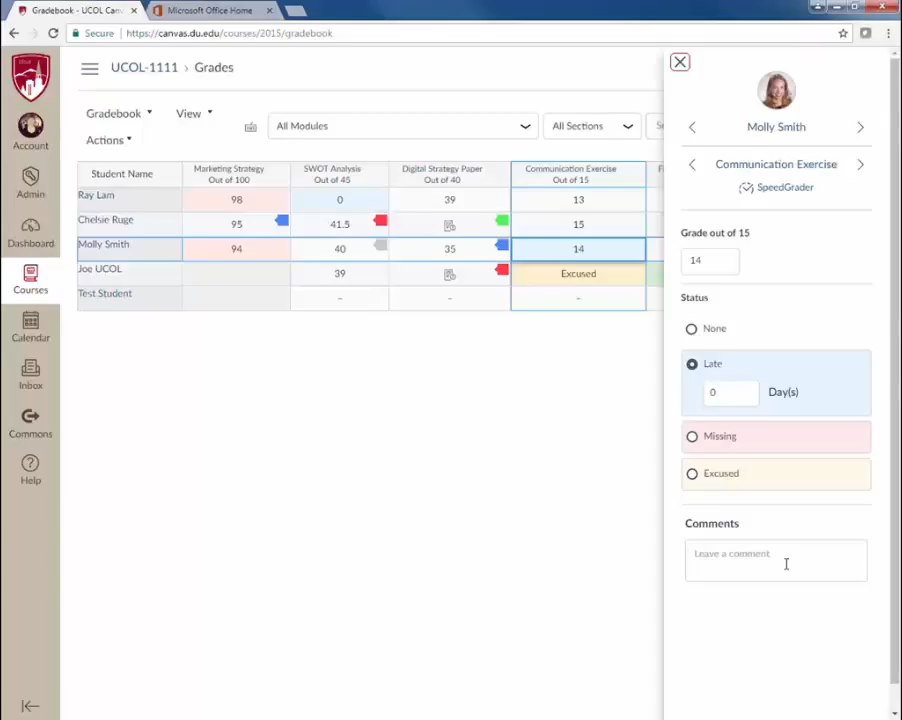 Gradebook - UCOL Can
Microsoft Office Home
Secure https://canvas.du.edu/courses/2015/gradebook
UCOL-1111 > Grades
Gradebook
View
All Modules
All Sections
Actions
Student Name
Marketing Strategy
Out of 100
SWOT Analysis
Out of 45
Digital Strategy Paper
Out of 40
Communication Exercise
Out of 15
Ray Lam 98 0 39 13
Chelsie Ruge 95 41.5 15
Molly Smith 94 40 35 14
Joe UCOL 39 Excused
Test Student – – –
Account
Admin
Dashboard
Courses
Calendar
Inbox
Commons
Help
Molly Smith
Communication Exercise
SpeedGrader
Grade out of 15
14
Status
None
Late
0 Day(s)
Missing
Excused
Comments
Leave a comment